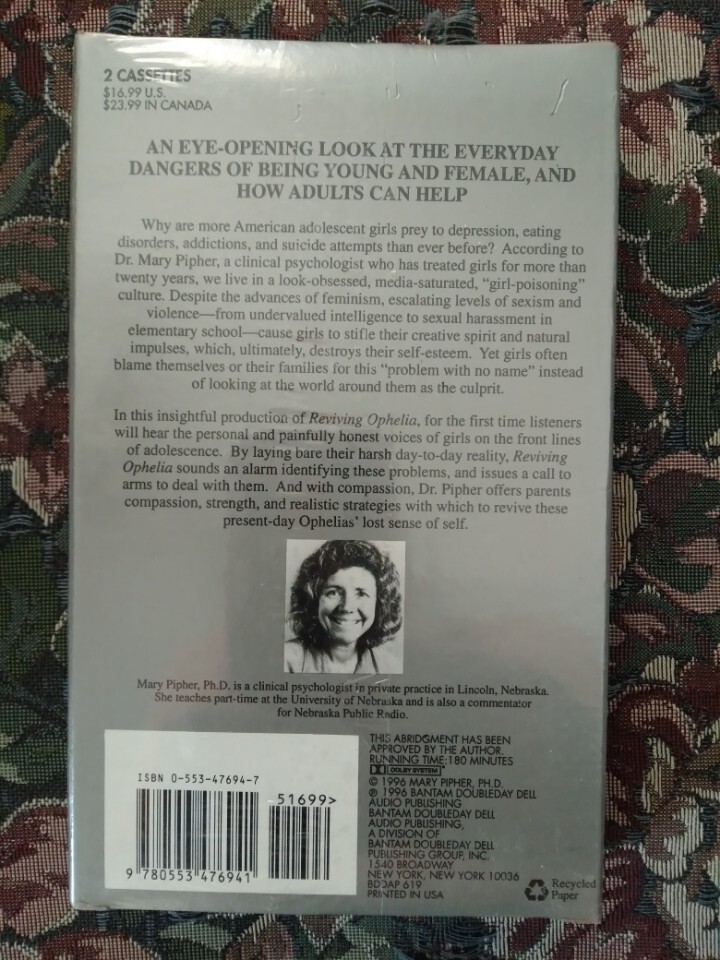 2 CASSETTES
$16.99 U.S.
$23.99 IN CANADA
AN EYE-OPENING LOOK AT THE EVERYDAY
DANGERS OF BEING YOUNG AND FEMALE, AND
HOW ADULTS CAN HELP
Why are more American adolescent girls prey to depression, eating
disorders, addictions, and suicide attempts than ever before? According to
Dr. Mary Pipher, a clinical psychologist who has treated girls for more than
twenty years, we live in a look-obsessed, media-saturated, “girl-poisoning”
culture. Despite the advances of feminism, escalating levels of sexism and
violence—from undervalued intelligence to sexual harassment in
elementary school—cause girls to stifle their creative spirit and natural
impulses, which, ultimately, destroys their self-esteem. Yet girls often
blame themselves or their families for this “problem with no name” instead
of looking at the world around them as the culprit.
In this insightful production of Reviving Ophelia, for the first time listeners
will hear the personal and painfully honest voices of girls on the front lines
of adolescence. By laying bare their harsh day-to-day reality, Reviving
Ophelia sounds an alarm identifying these problems, and issues a call to
arms to deal with them. And with compassion, Dr. Pipher offers parents
compassion, strength, and realistic strategies with which to revive these
present-day Ophelias’ lost sense of self.
Mary Pipher, Ph.D. is a clinical psychologist in private practice in Lincoln, Nebraska.
She teaches part-time at the University of Nebraska and is also a commentator
for Nebraska Public Radio.
ISBN 0-553-47694-7
51699>
9 780553 476941
THIS ABRIDGMENT HAS BEEN
APPROVED BY THE AUTHOR.
RUNNING TIME: 180 MINUTES
DOLBY SYSTEM
© 1996 MARY PIPHER, PH.D.
℗ 1996 BANTAM DOUBLEDAY DELL
AUDIO PUBLISHING
BANTAM DOUBLEDAY DELL
AUDIO PUBLISHING,
A DIVISION OF
BANTAM DOUBLEDAY DELL
PUBLISHING GROUP, INC.
1540 BROADWAY
NEW YORK, NEW YORK 10036
BDDAP 619
PRINTED IN USA
Recycled
Paper